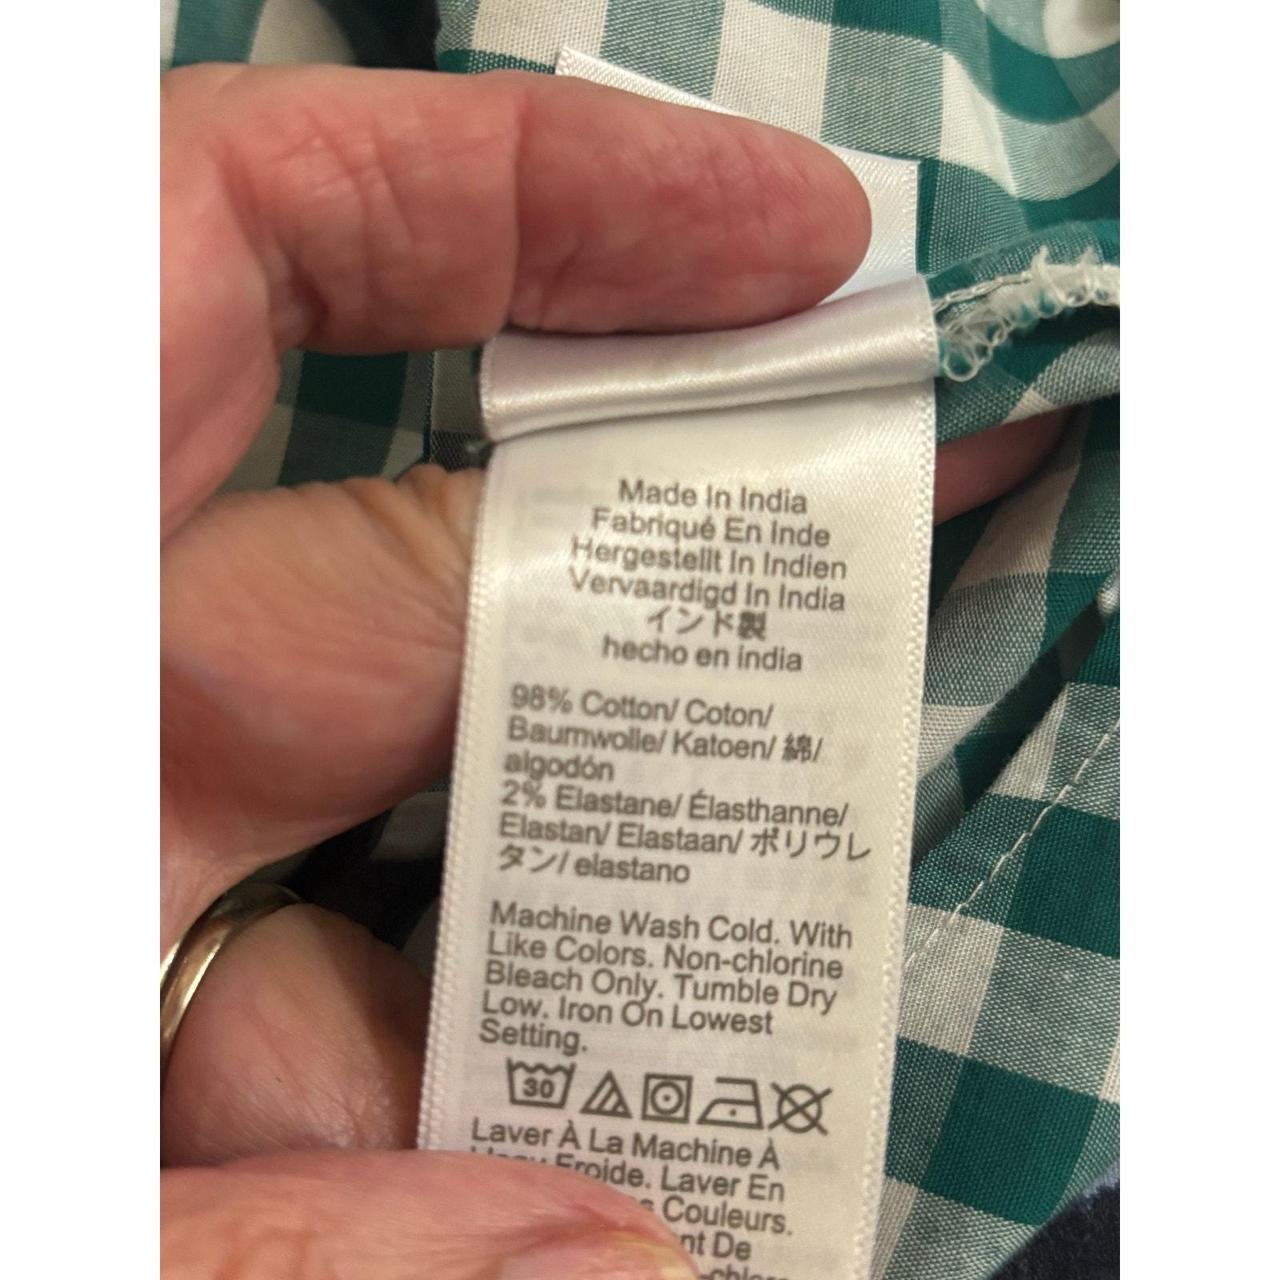 Made In India
Fabriqué En Inde
Hergestellt In Indien
Vervaardigd In India
インド製
hecho en india
98% Cotton/ Coton/
Baumwolle/ Katoen/ 綿/
algodón
2% Elastane/ Élasthanne/
Elastan/ Elastaan/ ポリウレ
タン/ elastano
Machine Wash Cold. With
Like Colors. Non-chlorine
Bleach Only. Tumble Dry
Low. Iron On Lowest
Setting.
30
Laver À La Machine À
Froide. Laver En
Couleurs.
De